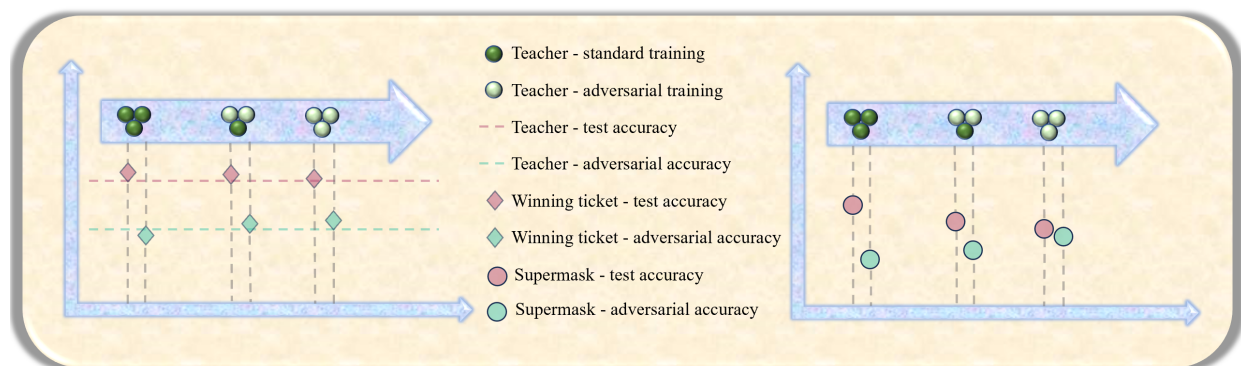 Teacher - standard training
Teacher - adversarial training
Teacher - test accuracy
Teacher - adversarial accuracy
Winning ticket - test accuracy
Winning ticket - adversarial accuracy
Supermask - test accuracy
Supermask - adversarial accuracy